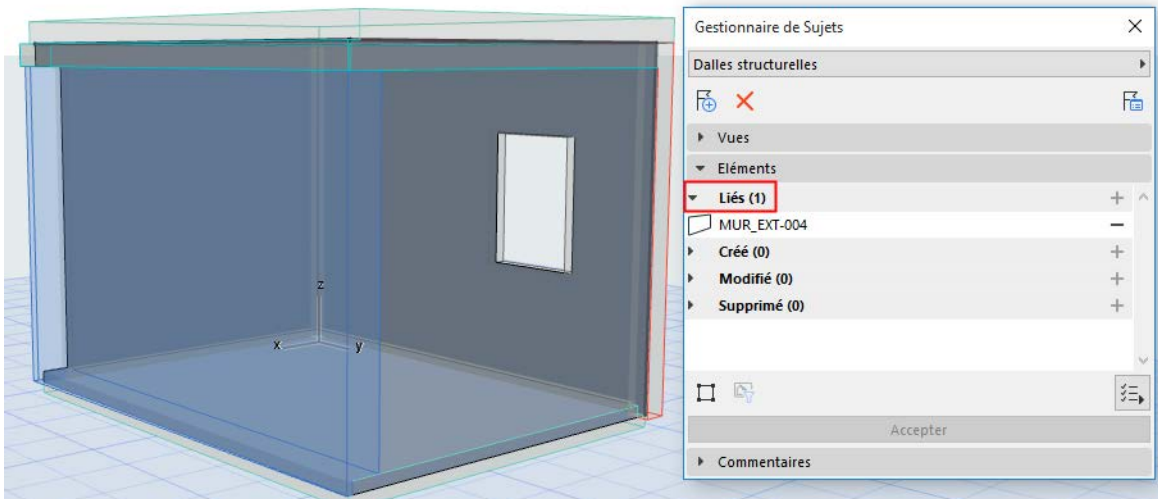 Gestionnaire de Sujets
Dalles structurelles
Vues
Eléments
Liés (1)
MUR_EXT-004
Créé (0)
Modifié (0)
Supprimé (0)
Accepter
Commentaires
z
x
y